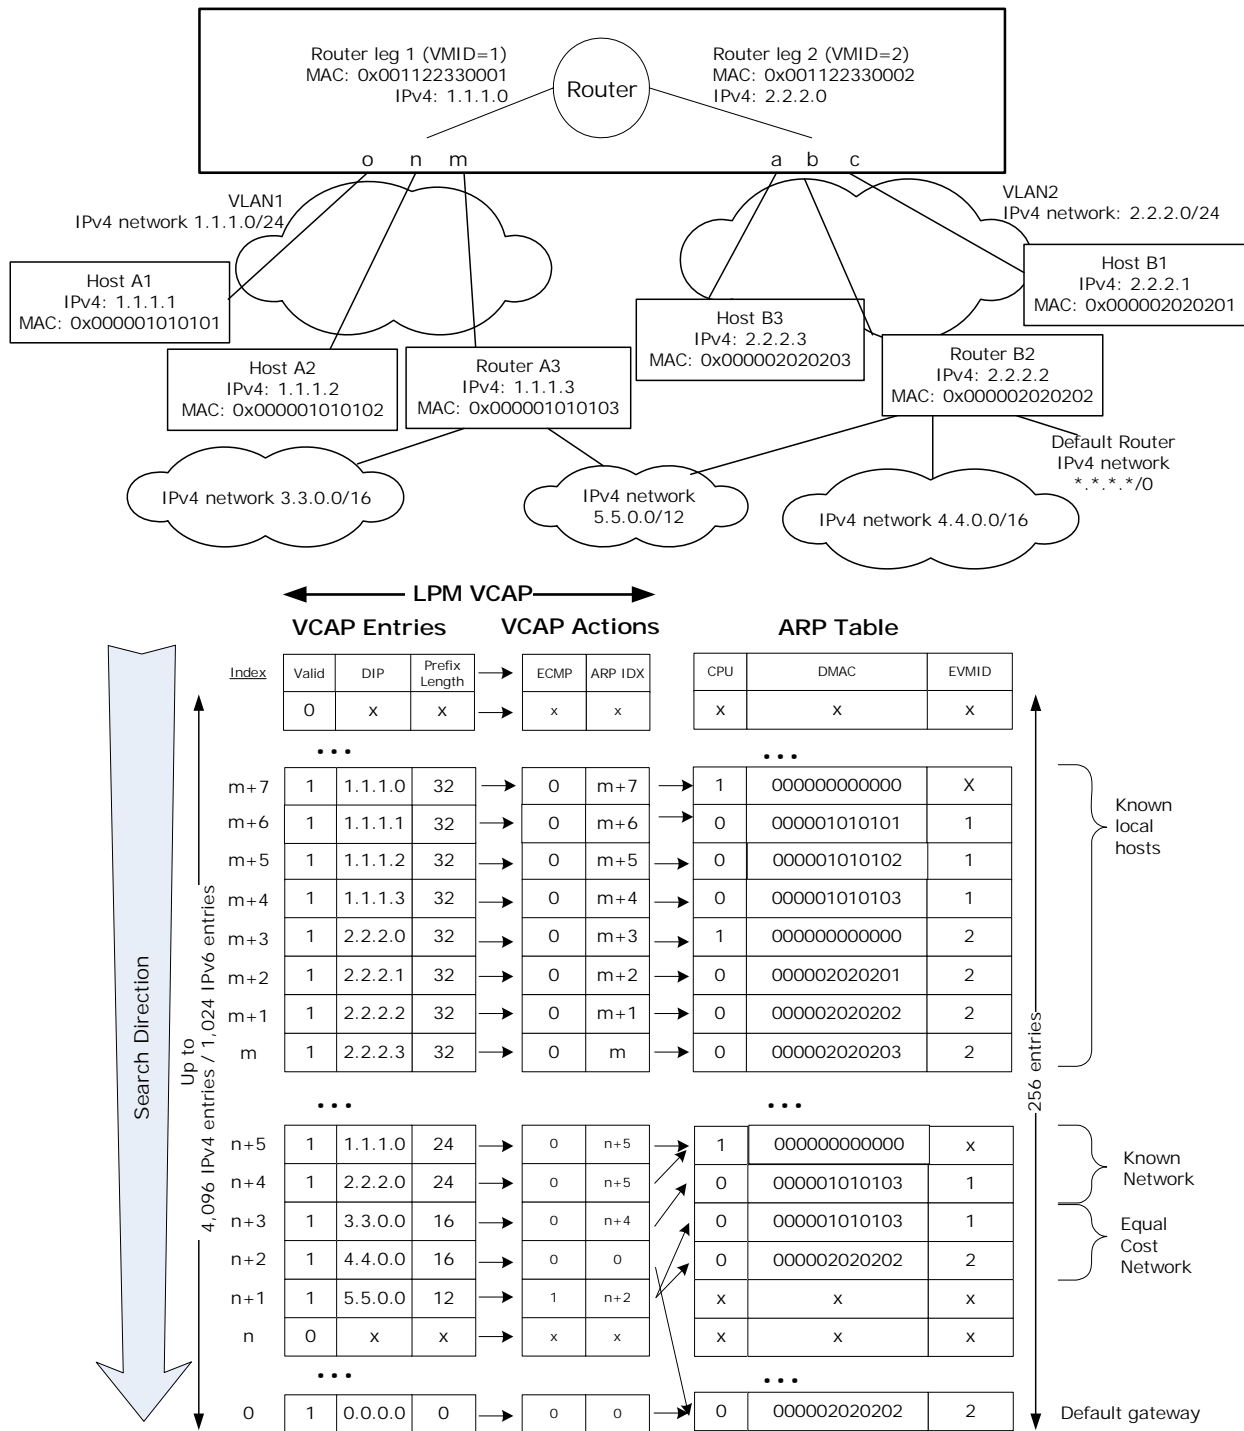 Router leg 1 (VMID=1)
MAC: 0x001122330001
IPv4: 1.1.1.0
Router
Router leg 2 (VMID=2)
MAC: 0x001122330002
IPv4: 2.2.2.0
o n m
a b c
VLAN1
IPv4 network 1.1.1.0/24
VLAN2
IPv4 network: 2.2.2.0/24
Host A1
IPv4: 1.1.1.1
MAC: 0x000001010101
Host B1
IPv4: 2.2.2.1
MAC: 0x000002020201
Host B3
IPv4: 2.2.2.3
MAC: 0x000002020203
Host A2
IPv4: 1.1.1.2
MAC: 0x000001010102
Router A3
IPv4: 1.1.1.3
MAC: 0x000001010103
Router B2
IPv4: 2.2.2.2
MAC: 0x000002020202
Default Router
IPv4 network
*.*.*.*/0
IPv4 network 3.3.0.0/16
IPv4 network
5.5.0.0/12
IPv4 network 4.4.0.0/16
LPM VCAP
VCAP Entries VCAP Actions ARP Table
Index Valid DIP Prefix Length ECMP ARP IDX CPU DMAC EVMID
0 x x x x x x x
... ...
m+7 1 1.1.1.0 32 0 m+7 1 000000000000 X
m+6 1 1.1.1.1 32 0 m+6 0 000001010101 1
m+5 1 1.1.1.2 32 0 m+5 0 000001010102 1
m+4 1 1.1.1.3 32 0 m+4 0 000001010103 1
m+3 1 2.2.2.0 32 0 m+3 1 000000000000 2
m+2 1 2.2.2.1 32 0 m+2 0 000002020201 2
m+1 1 2.2.2.2 32 0 m+1 0 000002020202 2
m 1 2.2.2.3 32 0 m 0 000002020203 2
... ...
n+5 1 1.1.1.0 24 0 n+5 1 000000000000 x
n+4 1 2.2.2.0 24 0 n+5 0 000001010103 1
n+3 1 3.3.0.0 16 0 n+4 0 000001010103 1
n+2 1 4.4.0.0 16 0 0 0 000002020202 2
n+1 1 5.5.0.0 12 1 n+2 x x x
n 0 x x x x x x x
... ...
0 1 0.0.0.0 0 0 0 0 000002020202 2
Search Direction
Up to
4,096 IPv4 entries / 1,024 IPv6 entries
256 entries
Known
local
hosts
Known
Network
Equal
Cost
Network
Default gateway